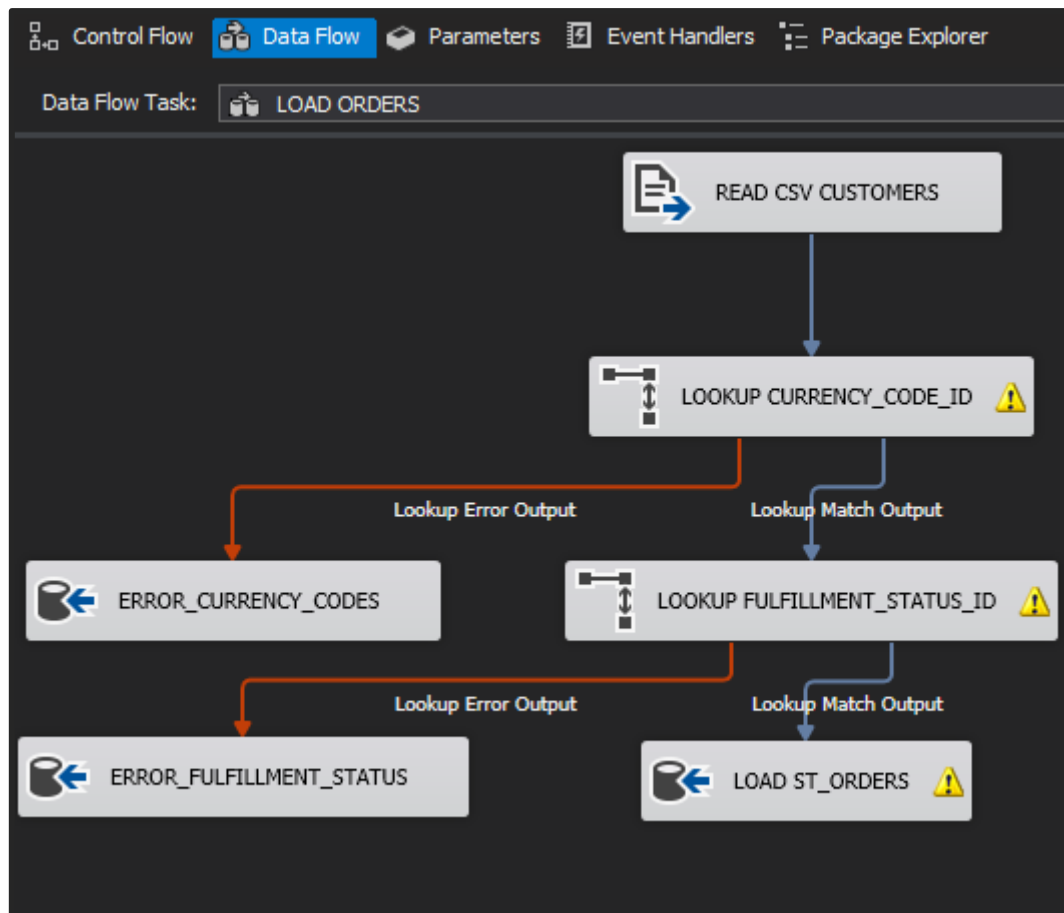 Control Flow Data Flow Parameters Event Handlers Package Explorer
Data Flow Task: LOAD ORDERS
READ CSV CUSTOMERS
LOOKUP CURRENCY_CODE_ID
Lookup Error Output Lookup Match Output
ERROR_CURRENCY_CODES LOOKUP FULFILLMENT_STATUS_ID
Lookup Error Output Lookup Match Output
ERROR_FULFILLMENT_STATUS LOAD ST_ORDERS